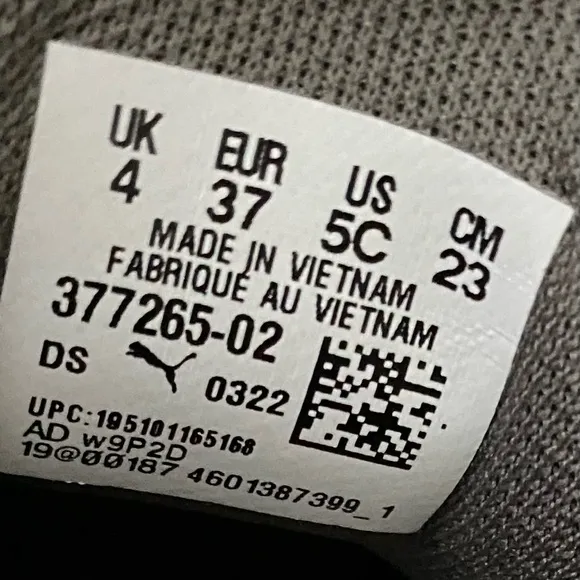 UK EUR US CM
4 37 5C 23
MADE IN VIETNAM
FABRIQUÉ AU VIETNAM
377265-02
DS 0322
UPC:195101165168
AD w9P2D
19@00187 4601387399_1